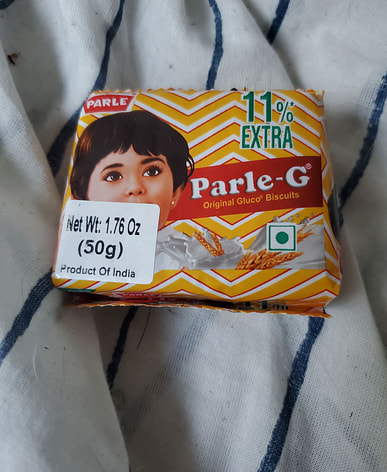 PARLE
11%*
EXTRA
Parle-G®
Original Gluco® Biscuits
Net Wt: 1.76 Oz
(50g)
Product Of India